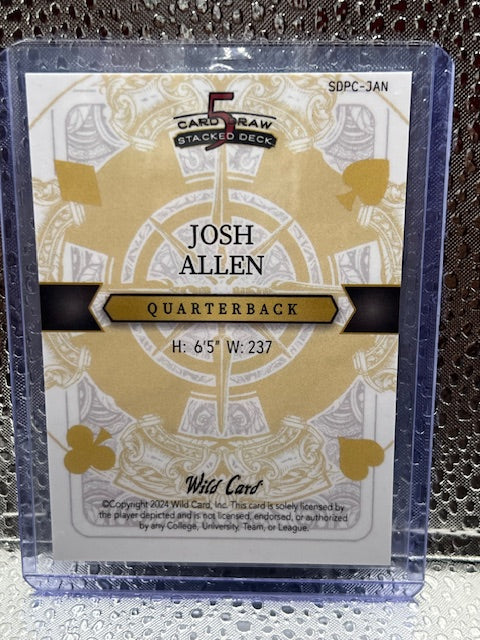 SDPC-JAN
5
CARD DRAW
STACKED DECK
JOSH
ALLEN
QUARTERBACK
H: 6'5" W: 237
Wild Card
©Copyright 2024 Wild Card, Inc. This card is solely licensed by
the player depicted and is not licensed, endorsed, or authorized
by any College, University, Team, or League.